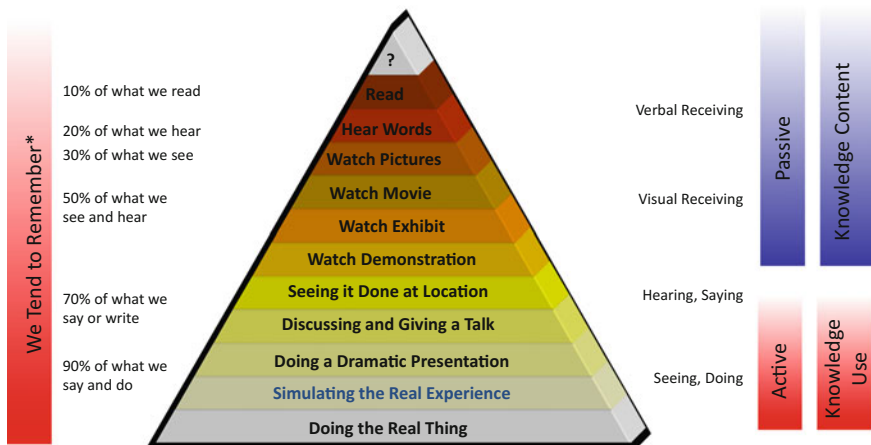 We Tend to Remember*
10% of what we read
20% of what we hear
30% of what we see
50% of what we
see and hear
70% of what we
say or write
90% of what we
say and do
?
Read
Hear Words
Watch Pictures
Watch Movie
Watch Exhibit
Watch Demonstration
Seeing it Done at Location
Discussing and Giving a Talk
Doing a Dramatic Presentation
Simulating the Real Experience
Doing the Real Thing
Verbal Receiving
Visual Receiving
Hearing, Saying
Seeing, Doing
Passive
Active
Knowledge Content
Knowledge
Use